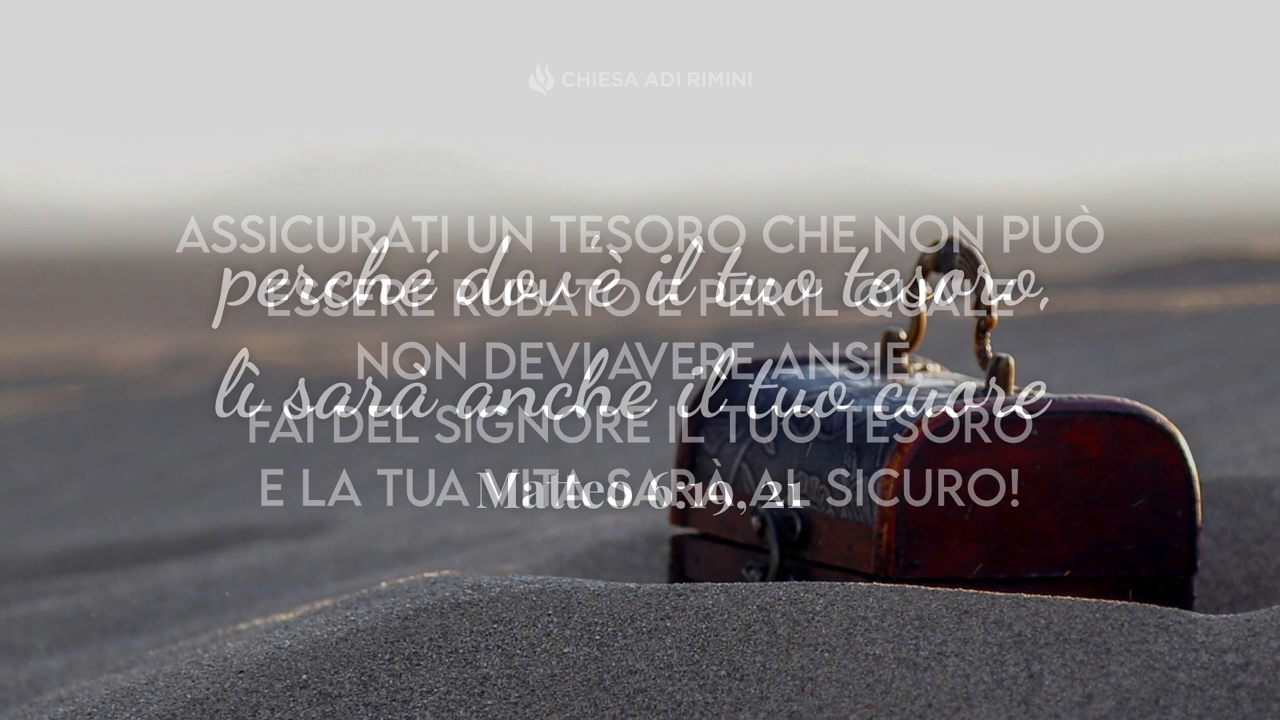 CHIESA ADI RIMINI
ASSICURATI UN TESORO CHE NON PUÒ
perché dov'è il tuo tesoro,
ESSERE RUBATO E PER IL QUALE
NON DEVI AVERE ANSIE
lì sarà anche il tuo cuore
FAI DEL SIGNORE IL TUO TESORO
E LA TUA VITA SARÀ AL SICURO!
Matteo 6:19, 21